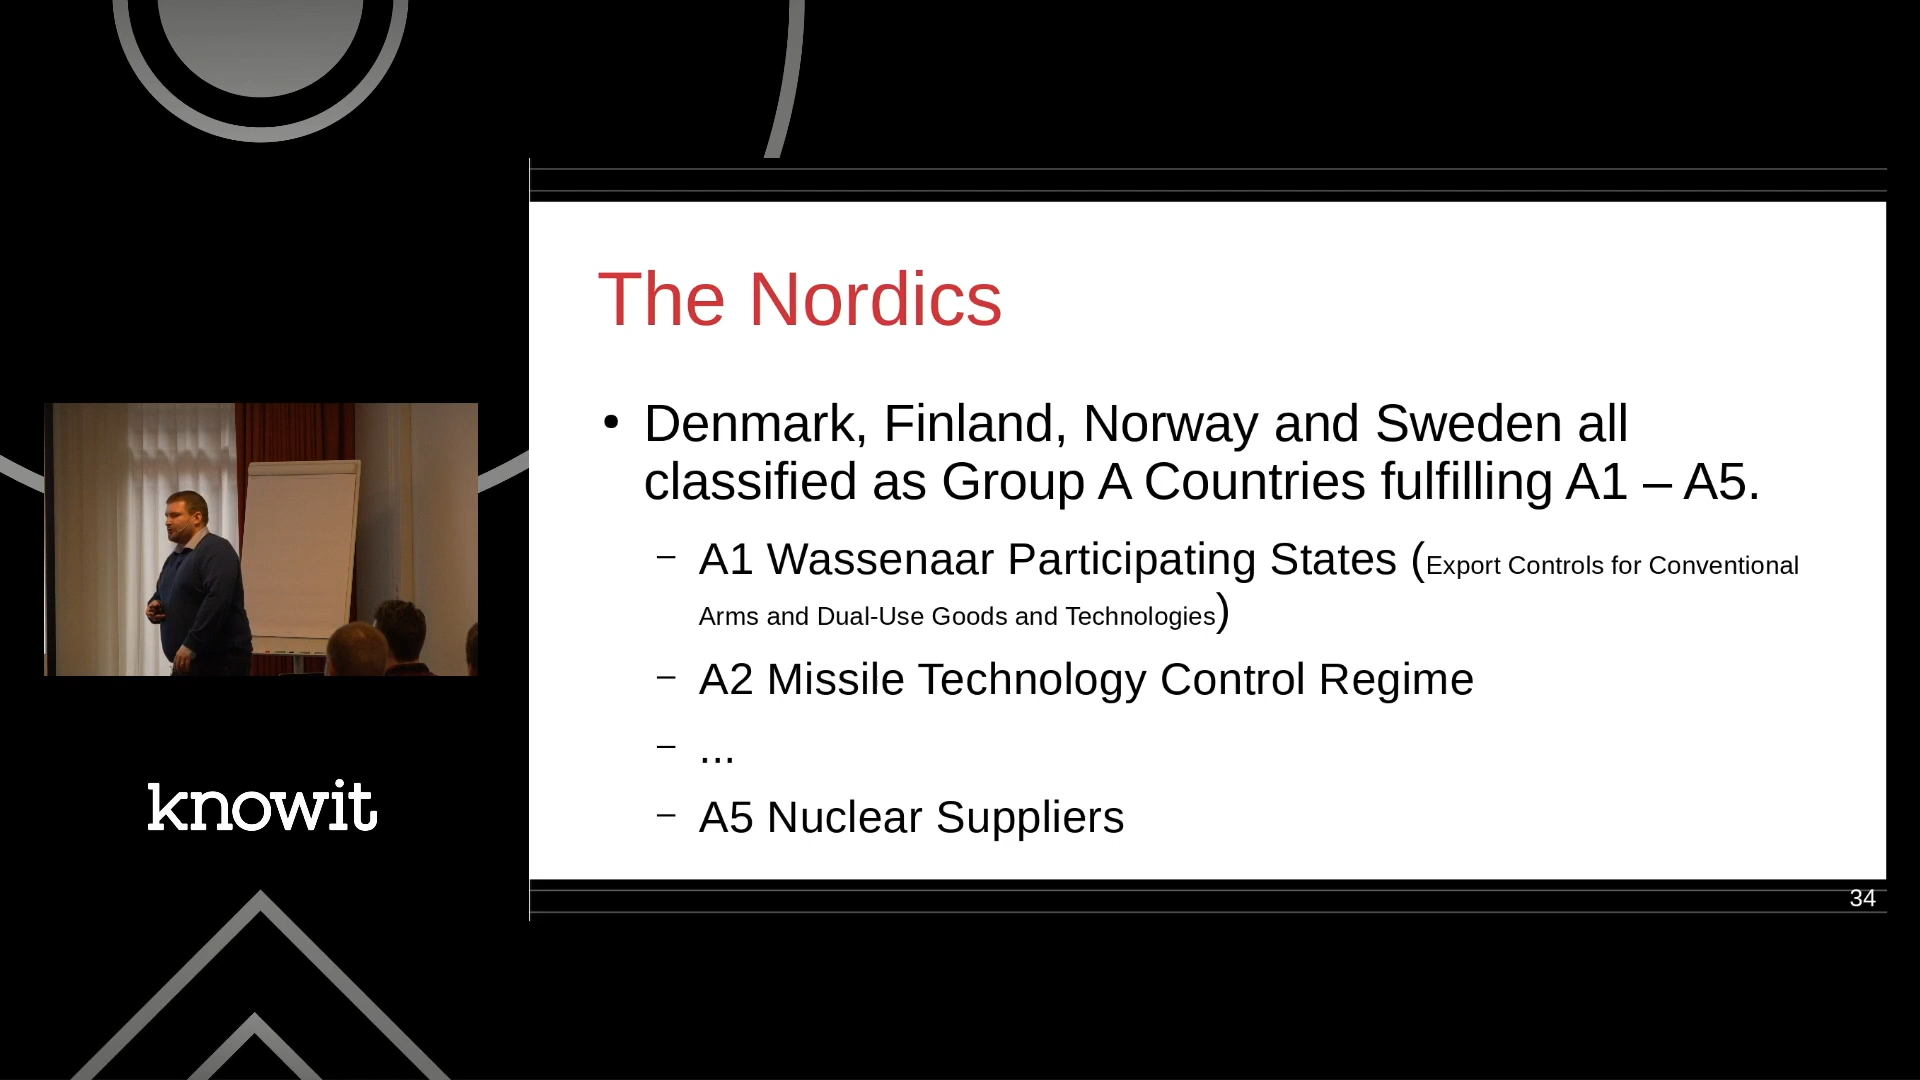 The Nordics
• Denmark, Finland, Norway and Sweden all
classified as Group A Countries fulfilling A1 – A5.
– A1 Wassenaar Participating States (Export Controls for Conventional
Arms and Dual-Use Goods and Technologies)
– A2 Missile Technology Control Regime
– ...
– A5 Nuclear Suppliers
34
knowit